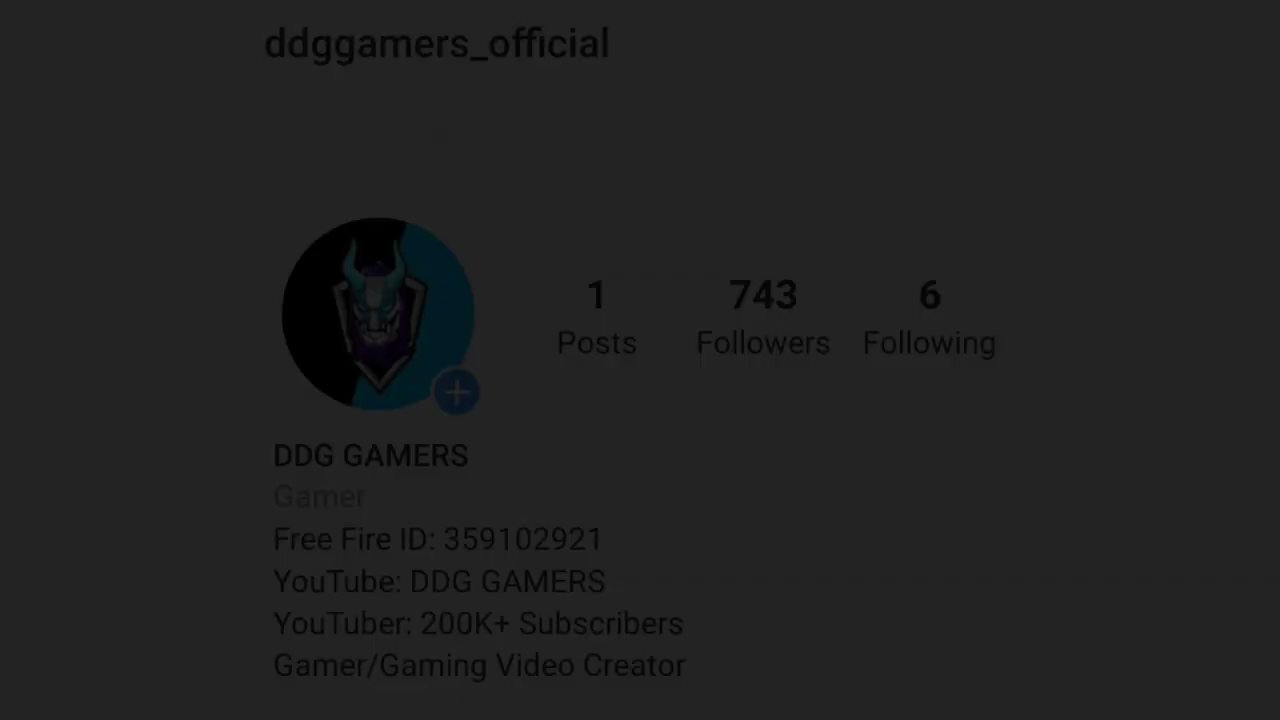 ddggamers_official
1 743 6
Posts Followers Following
DDG GAMERS
Gamer
Free Fire ID: 359102921
YouTube: DDG GAMERS
YouTuber: 200K+ Subscribers
Gamer/Gaming Video Creator